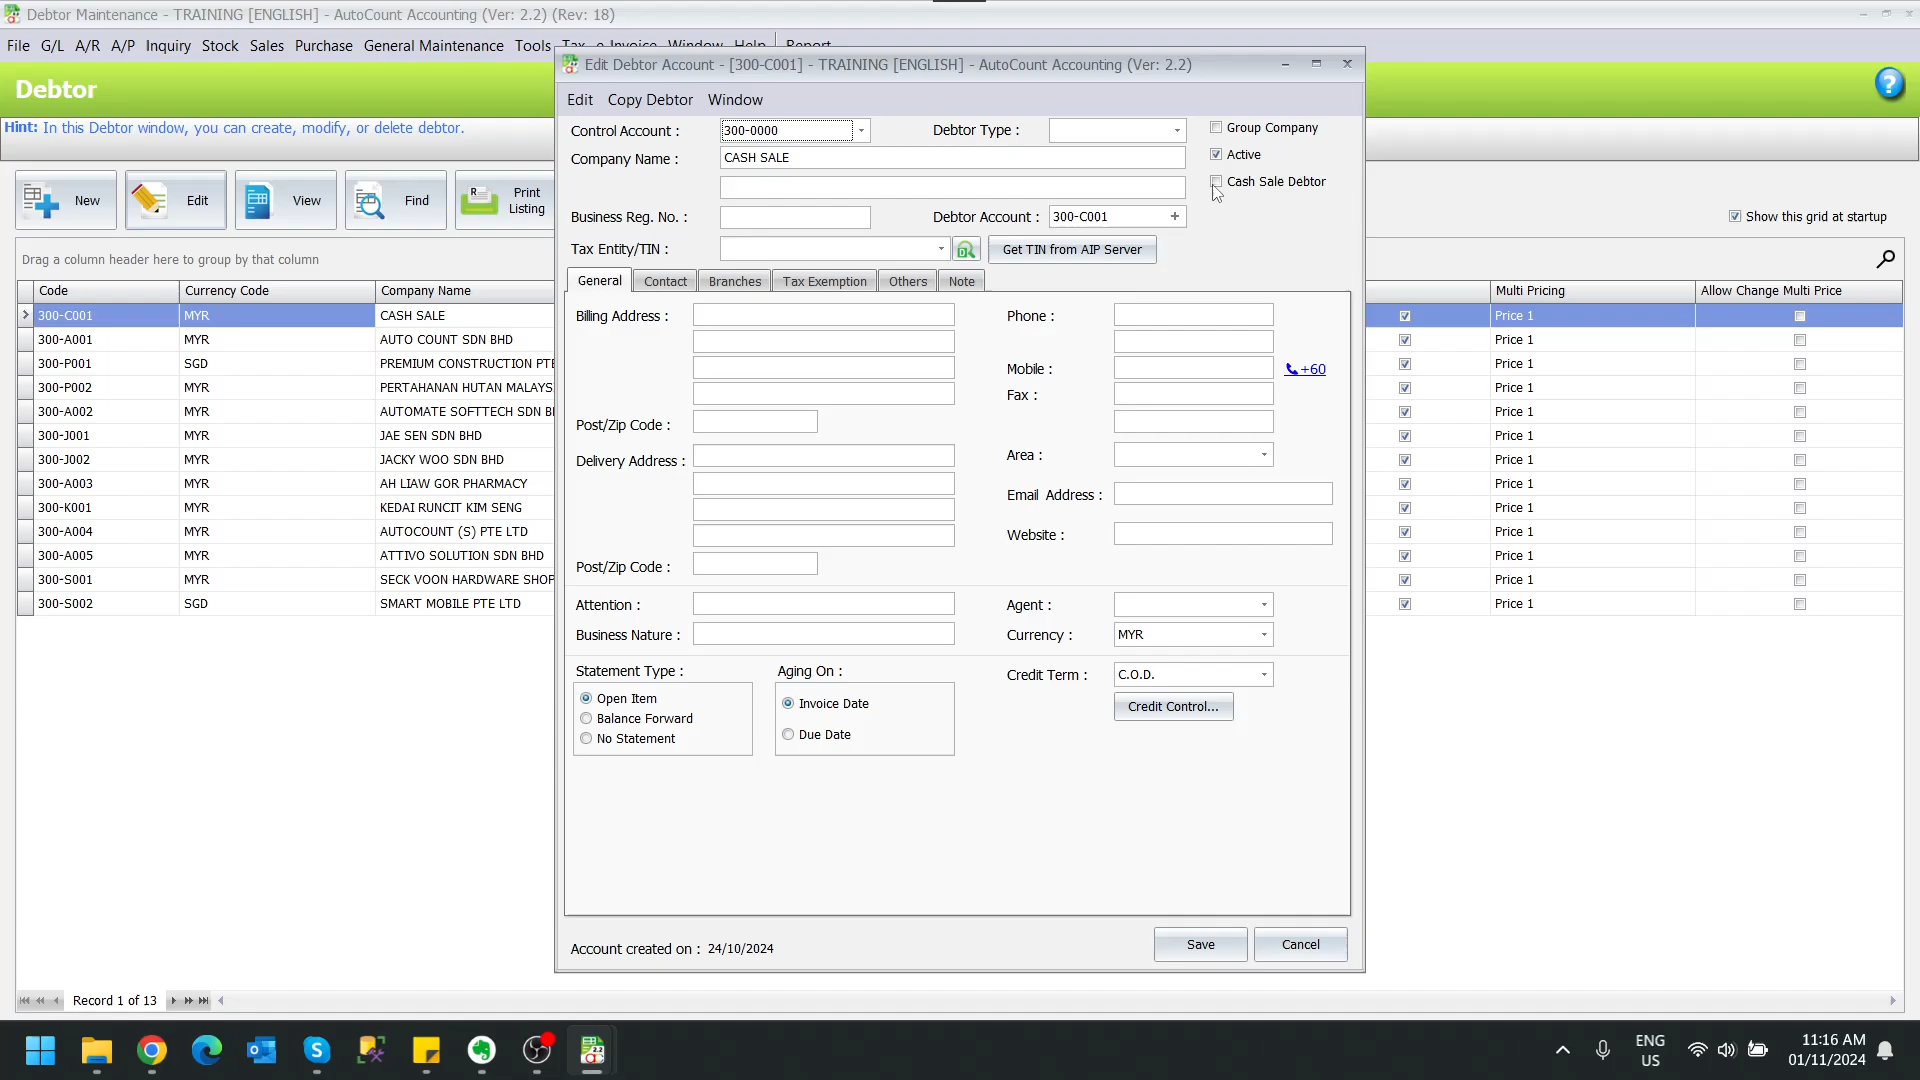 Debtor Maintenance - TRAINING [ENGLISH] - AutoCount Accounting (Ver: 2.2) (Rev: 18)
File G/L A/R A/P Inquiry Stock Sales Purchase General Maintenance Tools Tax e-Invoice Window Help Report
Debtor
?
Hint: In this Debtor window, you can create, modify, or delete debtor.
New
Edit
View
Find
Print Listing
Show this grid at startup
Drag a column header here to group by that column
Code Currency Code Company Name Multi Pricing Allow Change Multi Price
300-C001 MYR CASH SALE Price 1
300-A001 MYR AUTO COUNT SDN BHD Price 1
300-P001 SGD PREMIUM CONSTRUCTION PTE Price 1
300-P002 MYR PERTAHANAN HUTAN MALAYS Price 1
300-A002 MYR AUTOMATE SOFTTECH SDN Price 1
300-J001 MYR JAE SEN SDN BHD Price 1
300-J002 MYR JACKY WOO SDN BHD Price 1
300-A003 MYR AH LIAW GOR PHARMACY Price 1
300-K001 MYR KEDAI RUNCIT KIM SENG Price 1
300-A004 MYR AUTOCOUNT (S) PTE LTD Price 1
300-A005 MYR ATTIVO SOLUTION SDN BHD Price 1
300-S001 MYR SECK VOON HARDWARE SHOP Price 1
300-S002 SGD SMART MOBILE PTE LTD Price 1
Record 1 of 13
Edit Debtor Account - [300-C001] - TRAINING [ENGLISH] - AutoCount Accounting (Ver: 2.2)
Edit Copy Debtor Window
Control Account : 300-0000 Debtor Type : Group Company
Company Name : CASH SALE Active
Cash Sale Debtor
Business Reg. No. : Debtor Account : 300-C001 +
Tax Entity/TIN : Get TIN from AIP Server
General Contact Branches Tax Exemption Others Note
Billing Address : Phone :
Mobile : +60
Fax :
Post/Zip Code :
Delivery Address : Area :
Email Address :
Website :
Post/Zip Code :
Attention : Agent :
Business Nature : Currency : MYR
Statement Type : Aging On : Credit Term : C.O.D.
Open Item Invoice Date Credit Control...
Balance Forward
No Statement Due Date
Account created on : 24/10/2024 Save Cancel
ENG
US
11:16 AM
01/11/2024